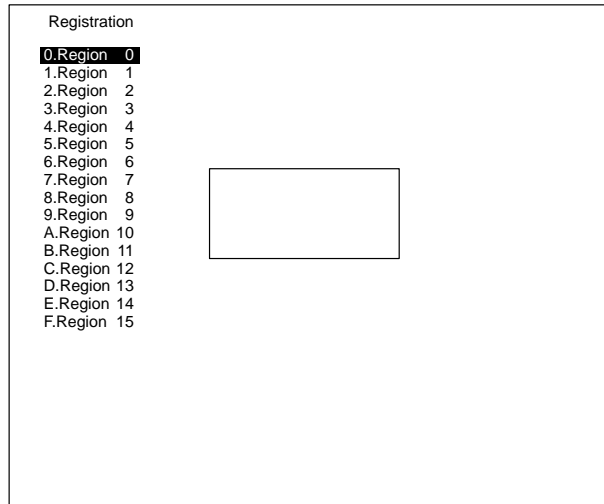 Registration
0.Region 0
1.Region 1
2.Region 2
3.Region 3
4.Region 4
5.Region 5
6.Region 6
7.Region 7
8.Region 8
9.Region 9
A.Region 10
B.Region 11
C.Region 12
D.Region 13
E.Region 14
F.Region 15